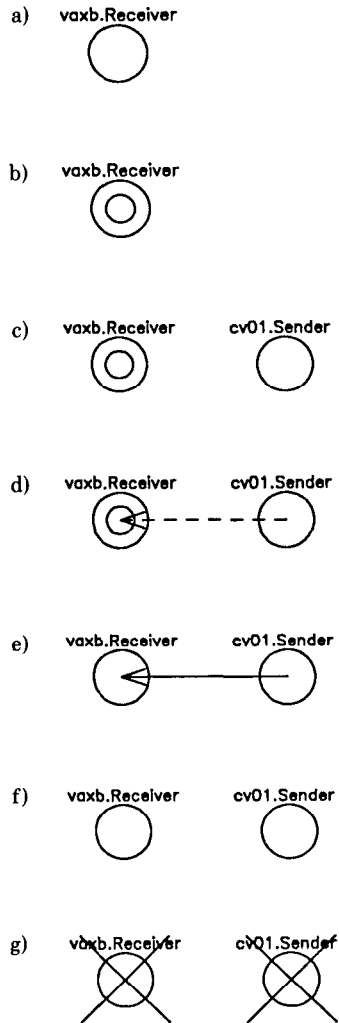 a) vaxb.Receiver
b) vaxb.Receiver
c) vaxb.Receiver cv01.Sender
d) vaxb.Receiver cv01.Sender
e) vaxb.Receiver cv01.Sender
f) vaxb.Receiver cv01.Sender
g) vaxb.Receiver cv01.Sender